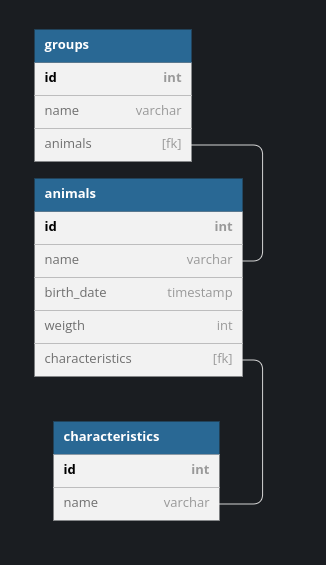 groups
id int
name varchar
animals [fk]
animals
id int
name varchar
birth_date timestamp
weigth int
characteristics [fk]
characteristics
id int
name varchar